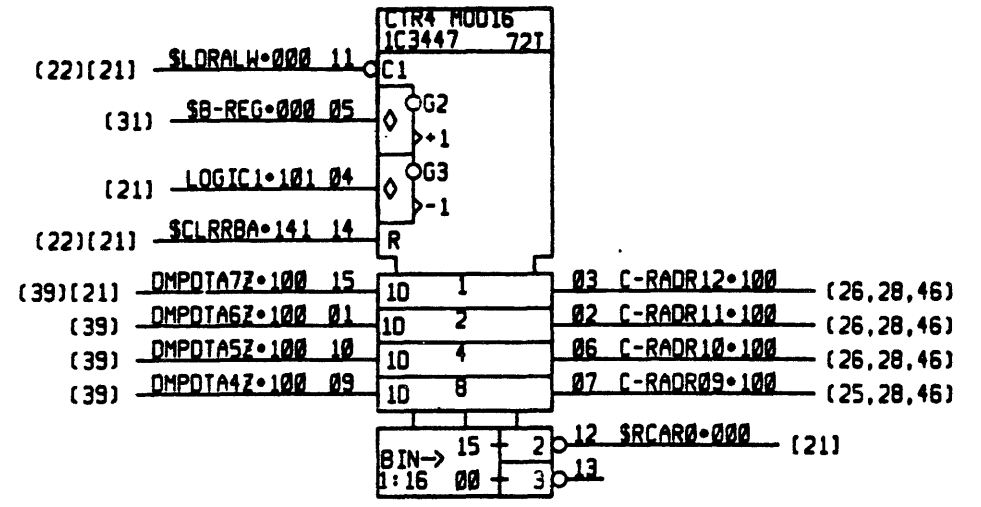 CTR4 MOD16
1C3447 72T
(22)[21] $LDRALW•000 11 C1
(31) $B-REG•000 05 G2
+1
[21] LOGIC1•101 04 G3
-1
(22)[21] $CLRRBA•141 14 R
(39)[21] DMPDTA7Z•100 15 1D 1 03 C-RADR12•100 (26,28,46)
(39) DMPDTA6Z•100 01 1D 2 02 C-RADR11•100 (26,28,46)
(39) DMPDTA5Z•100 10 1D 4 06 C-RADR10•100 (26,28,46)
(39) DMPDTA4Z•100 09 1D 8 07 C-RADR09•100 (25,28,46)
15 2 12 $RCAR0•000 [21]
BIN→
1:16 00 3 13